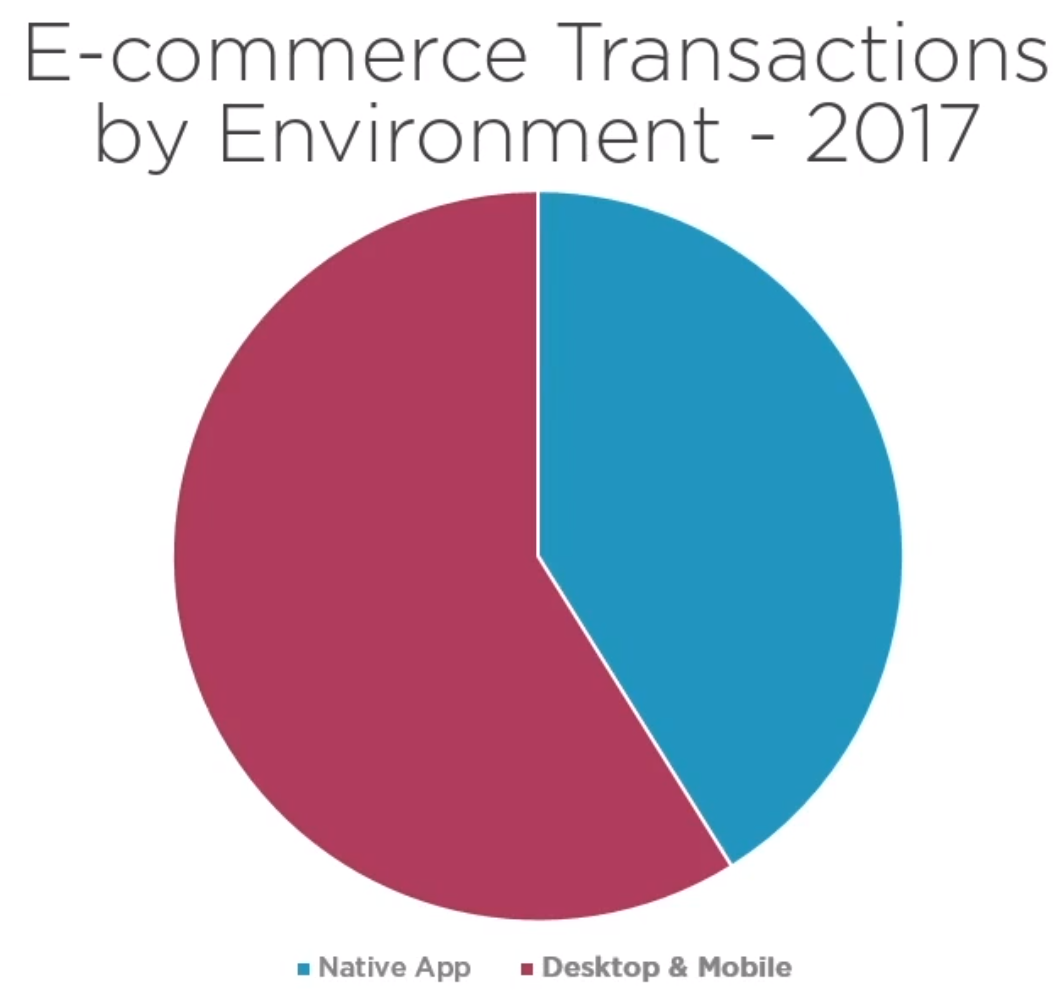 E-commerce Transactions
by Environment - 2017
Native App Desktop & Mobile